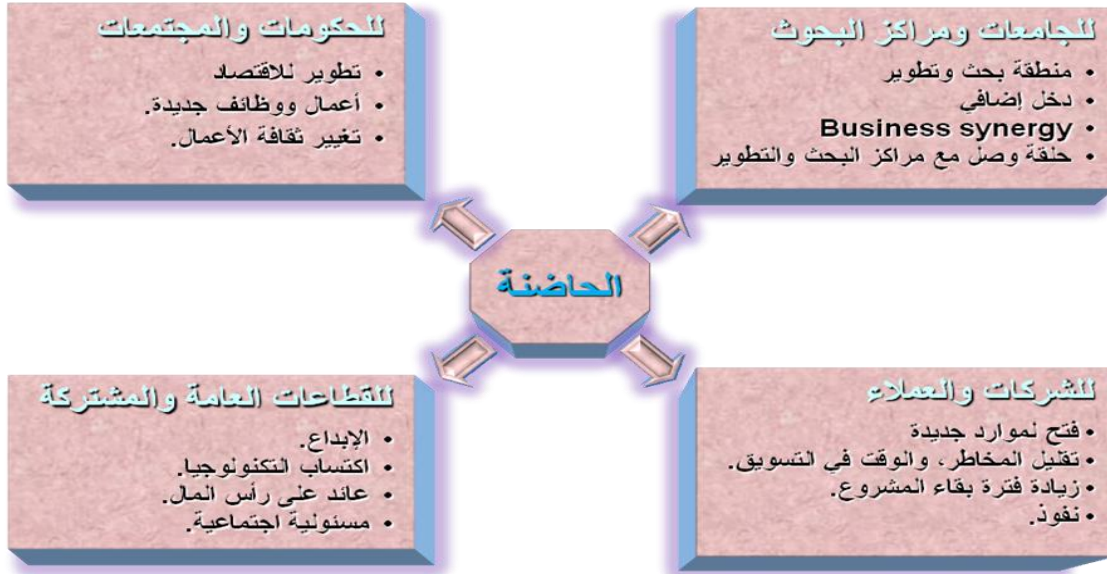 للجامعات ومراكز البحوث
• منطقة بحث وتطوير
• دخل إضافي
• Business synergy
• حلقة وصل مع مراكز البحث والتطوير
للحكومات والمجتمعات
• تطوير للاقتصاد
• أعمال ووظائف جديدة.
• تغيير ثقافة الأعمال.
الحاضنة
للشركات والعملاء
• فتح لموارد جديدة
• تقليل المخاطر، والوقت في التسويق.
• زيادة فترة بقاء المشروع.
• نفوذ.
للقطاعات العامة والمشتركة
• الإبداع.
• اكتساب التكنولوجيا.
• عائد على رأس المال.
• مسئولية اجتماعية.